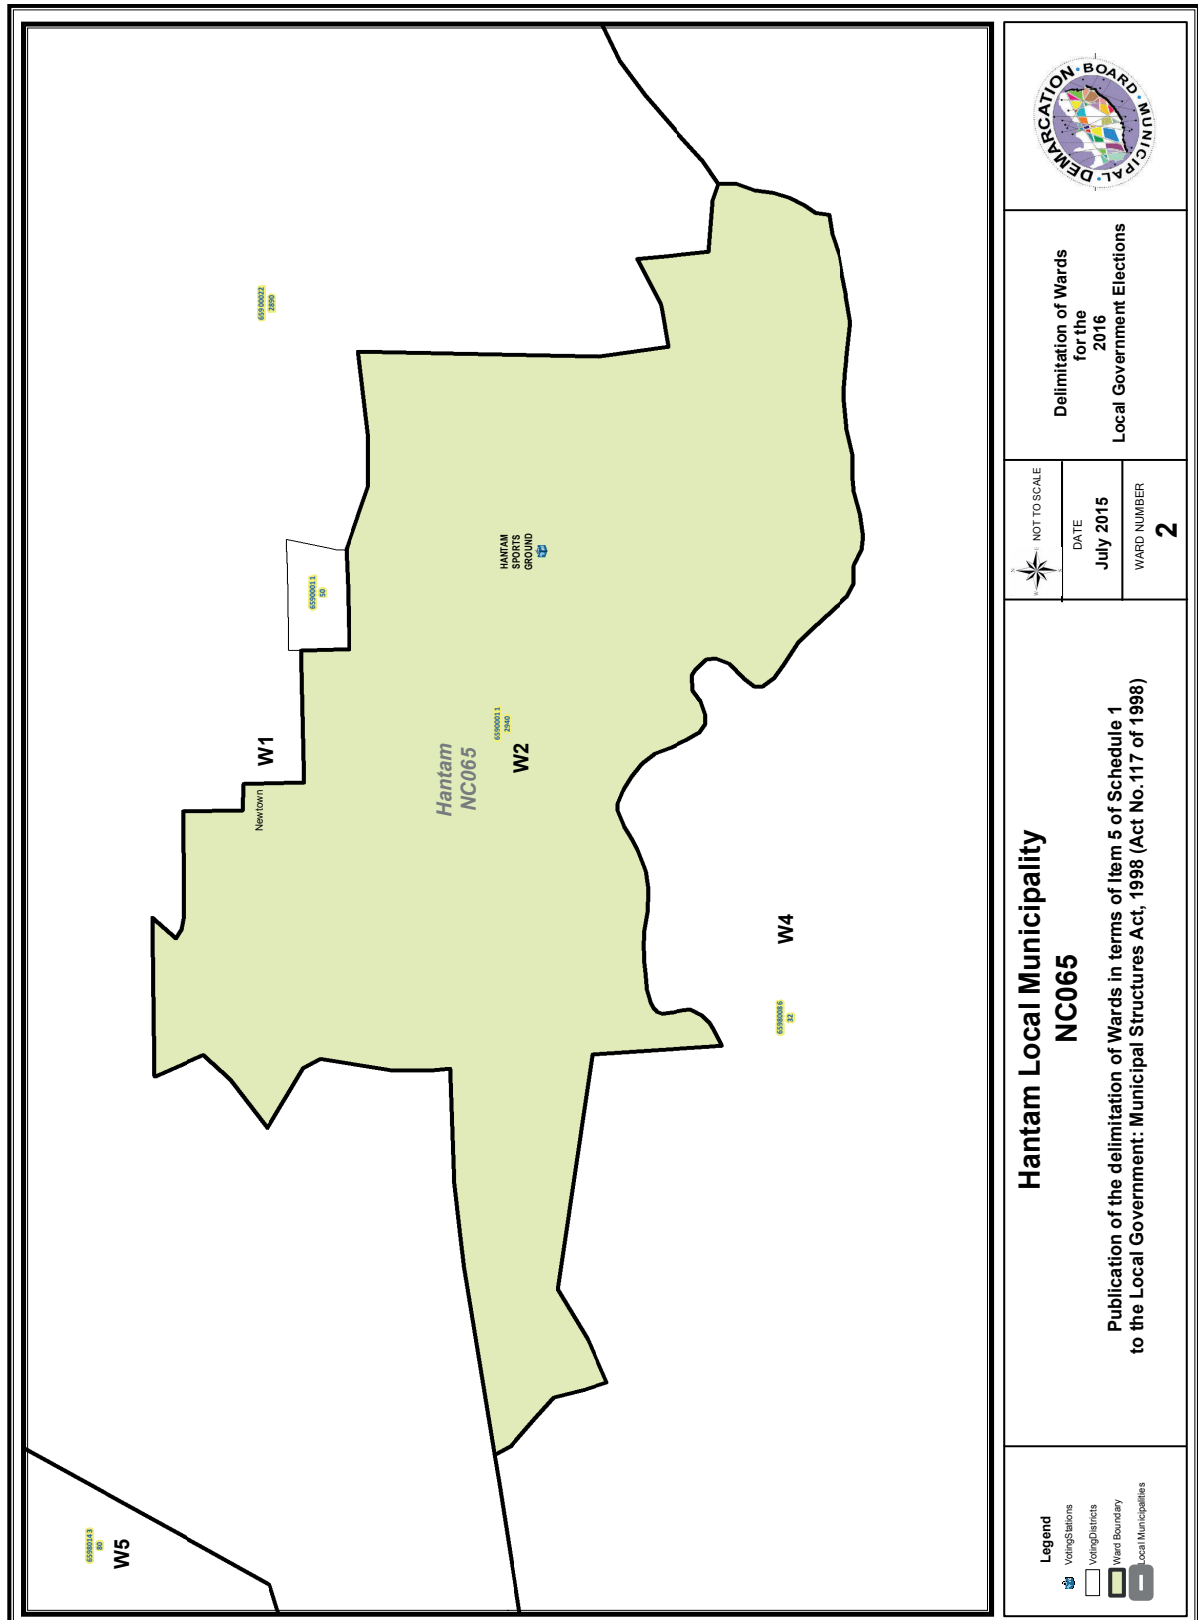 65980143
80
W5
Newtown
W1
65900011
50
65900022
2890
Hantam
NC065
65900011
2940
W2
HANTAM
SPORTS
GROUND
65980086
32
W4
Legend
VotingStations
VotingDistricts
Ward Boundary
Local Municipalities
Hantam Local Municipality
NC065
Publication of the delimitation of Wards in terms of Item 5 of Schedule 1
to the Local Government: Municipal Structures Act, 1998 (Act No.117 of 1998)
N
W
E
S
NOT TO SCALE
DATE
July 2015
WARD NUMBER
2
Delimitation of Wards
for the
2016
Local Government Elections
MUNICIPAL · DEMARCATION · BOARD ·